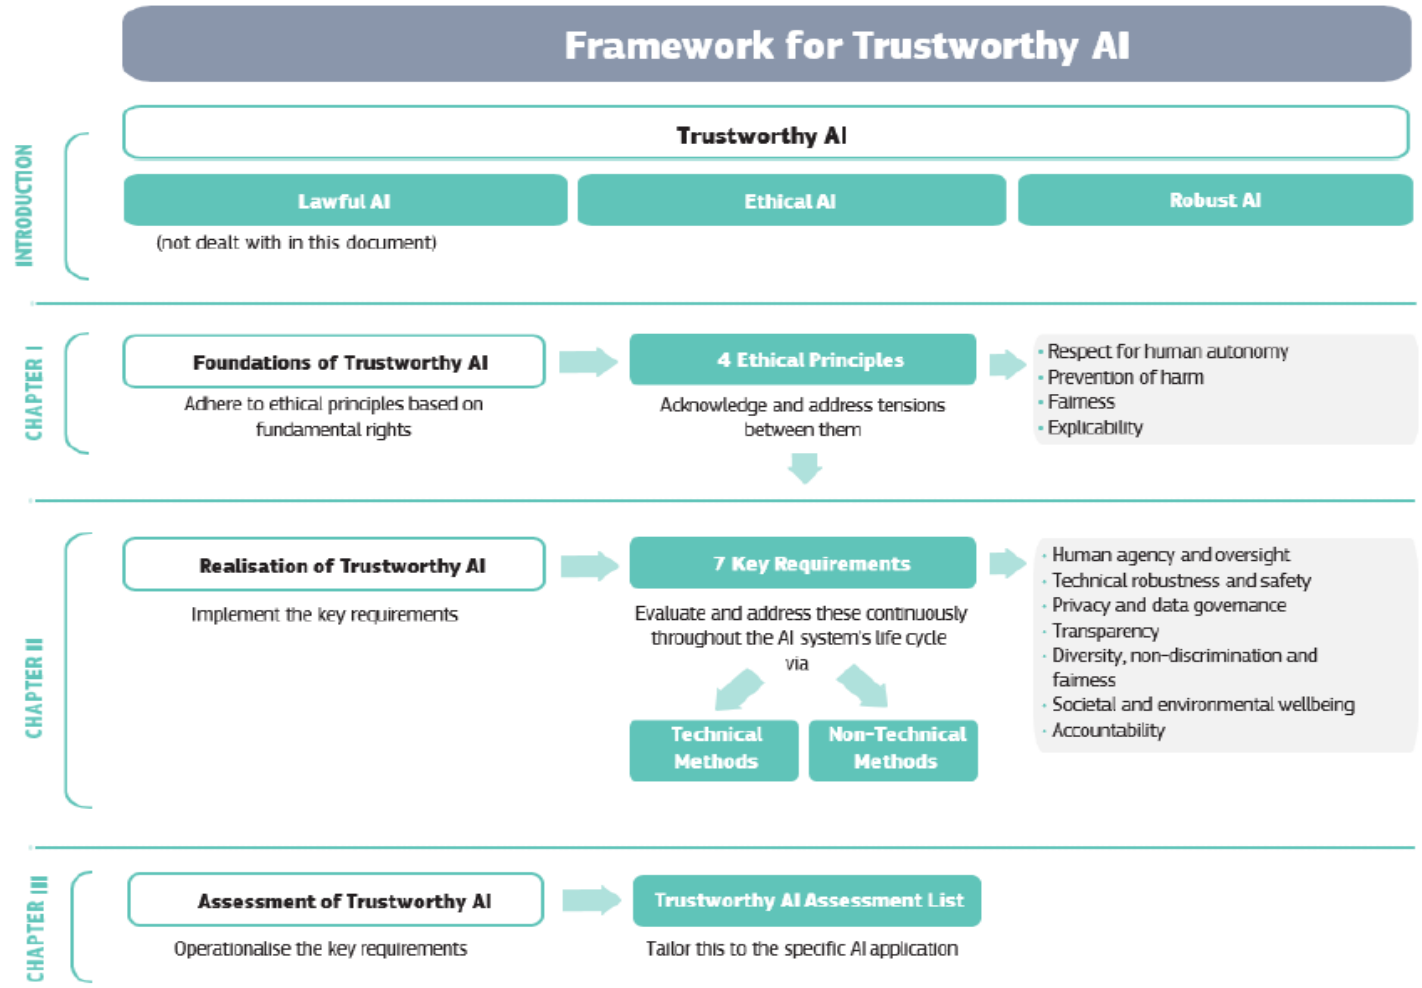 Framework for Trustworthy AI
INTRODUCTION
Trustworthy AI
Lawful AI
Ethical AI
Robust AI
(not dealt with in this document)
CHAPTER I
Foundations of Trustworthy AI
Adhere to ethical principles based on
fundamental rights
4 Ethical Principles
Acknowledge and address tensions
between them
• Respect for human autonomy
• Prevention of harm
• Fairness
• Explicability
CHAPTER II
Realisation of Trustworthy AI
Implement the key requirements
7 Key Requirements
Evaluate and address these continuously
throughout the AI system's life cycle
via
Technical
Methods
Non-Technical
Methods
· Human agency and oversight
· Technical robustness and safety
· Privacy and data governance
· Transparency
· Diversity, non-discrimination and
fairness
· Societal and environmental wellbeing
· Accountability
CHAPTER III
Assessment of Trustworthy AI
Operationalise the key requirements
Trustworthy AI Assessment List
Tailor this to the specific AI application